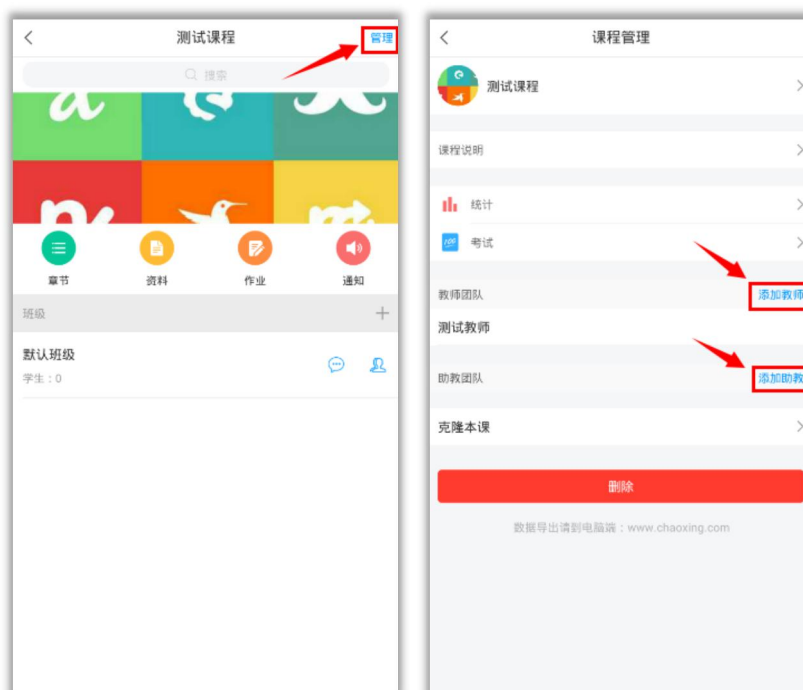 测试课程
管理
搜索
章节
资料
作业
通知
班级
默认班级
学生：0
课程管理
测试课程
课程说明
统计
100
考试
教师团队
添加教师
测试教师
助教团队
添加助教
克隆本课
删除
数据导出请到电脑端：www.chaoxing.com